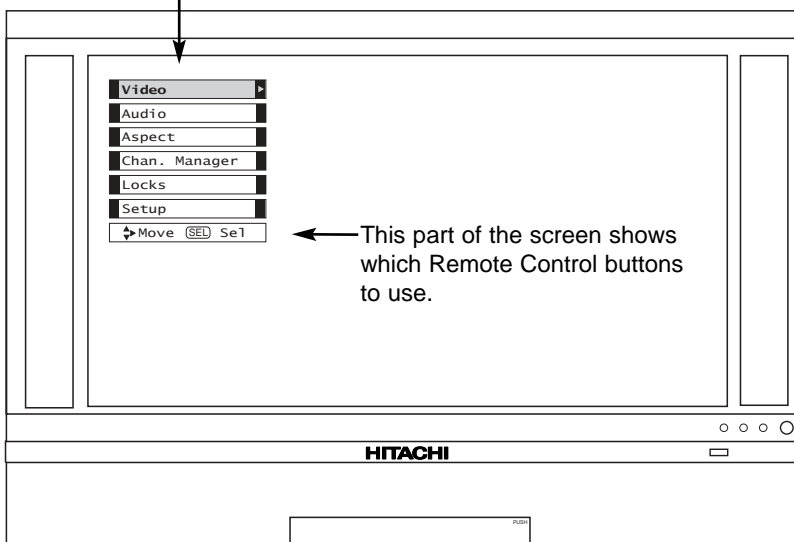 Video
Audio
Aspect
Chan. Manager
Locks
Setup
Move SEL Sel
This part of the screen shows
which Remote Control buttons
to use.
HITACHI
PUSH